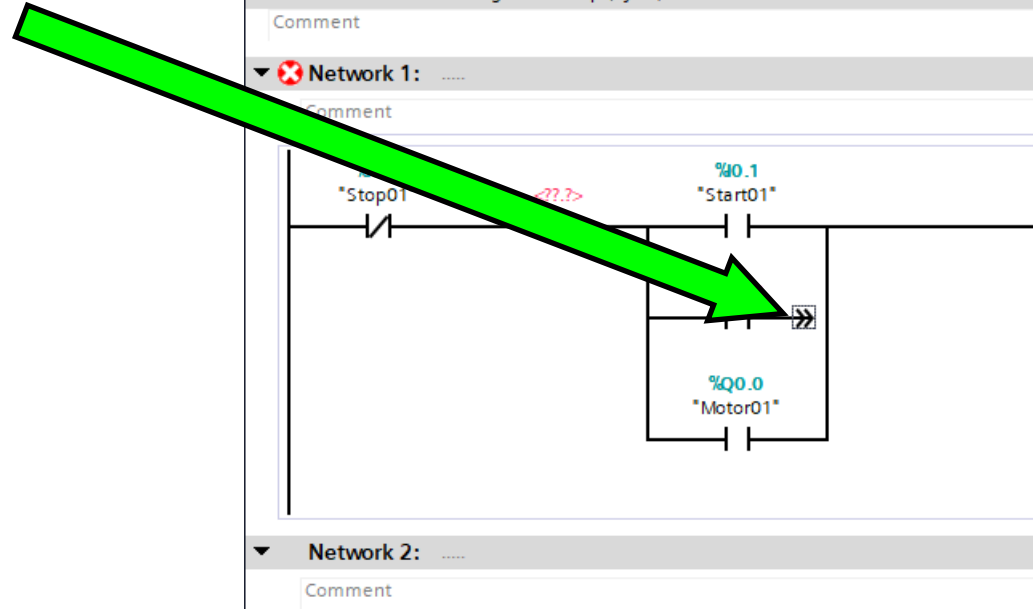 Comment
Network 1: .....
Comment
%I0.1
"Stop01 <??.?> "Start01"
%Q0.0
"Motor01"
Network 2: .....
Comment